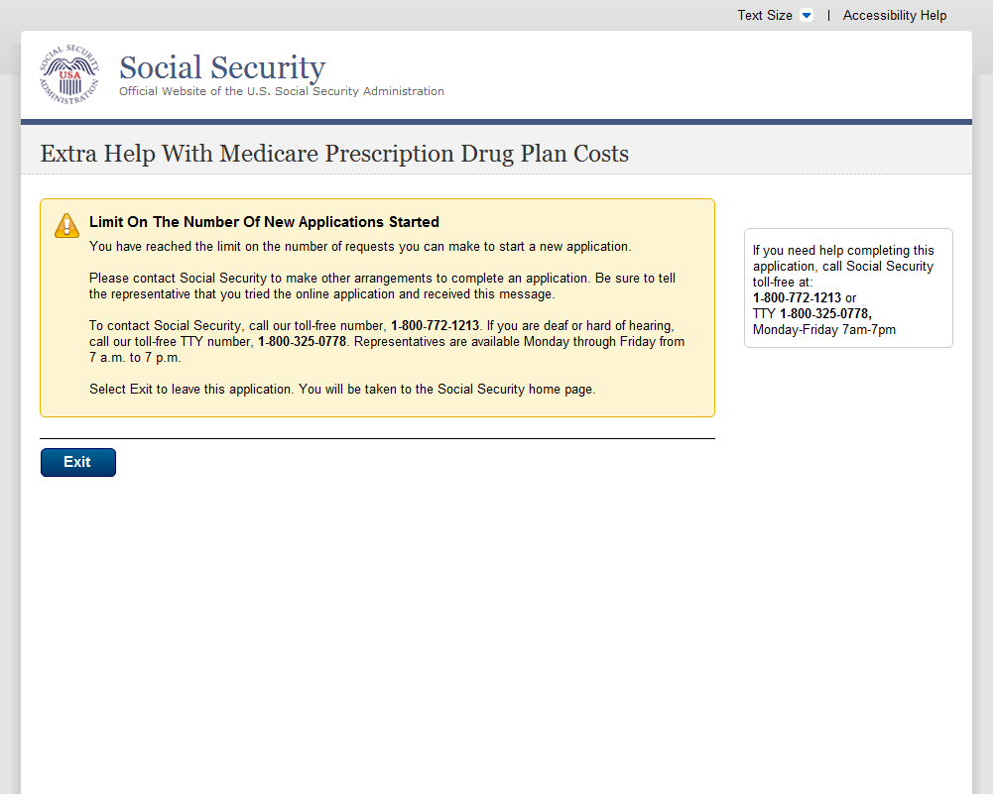 Text Size | Accessibility Help
SOCIAL SECURITY ADMINISTRATION
USA
Social Security
Official Website of the U.S. Social Security Administration
Extra Help With Medicare Prescription Drug Plan Costs
Limit On The Number Of New Applications Started
You have reached the limit on the number of requests you can make to start a new application.
Please contact Social Security to make other arrangements to complete an application. Be sure to tell
the representative that you tried the online application and received this message.
To contact Social Security, call our toll-free number, 1-800-772-1213. If you are deaf or hard of hearing,
call our toll-free TTY number, 1-800-325-0778. Representatives are available Monday through Friday from
7 a.m. to 7 p.m.
Select Exit to leave this application. You will be taken to the Social Security home page.
Exit
If you need help completing this
application, call Social Security
toll-free at:
1-800-772-1213 or
TTY 1-800-325-0778,
Monday-Friday 7am-7pm